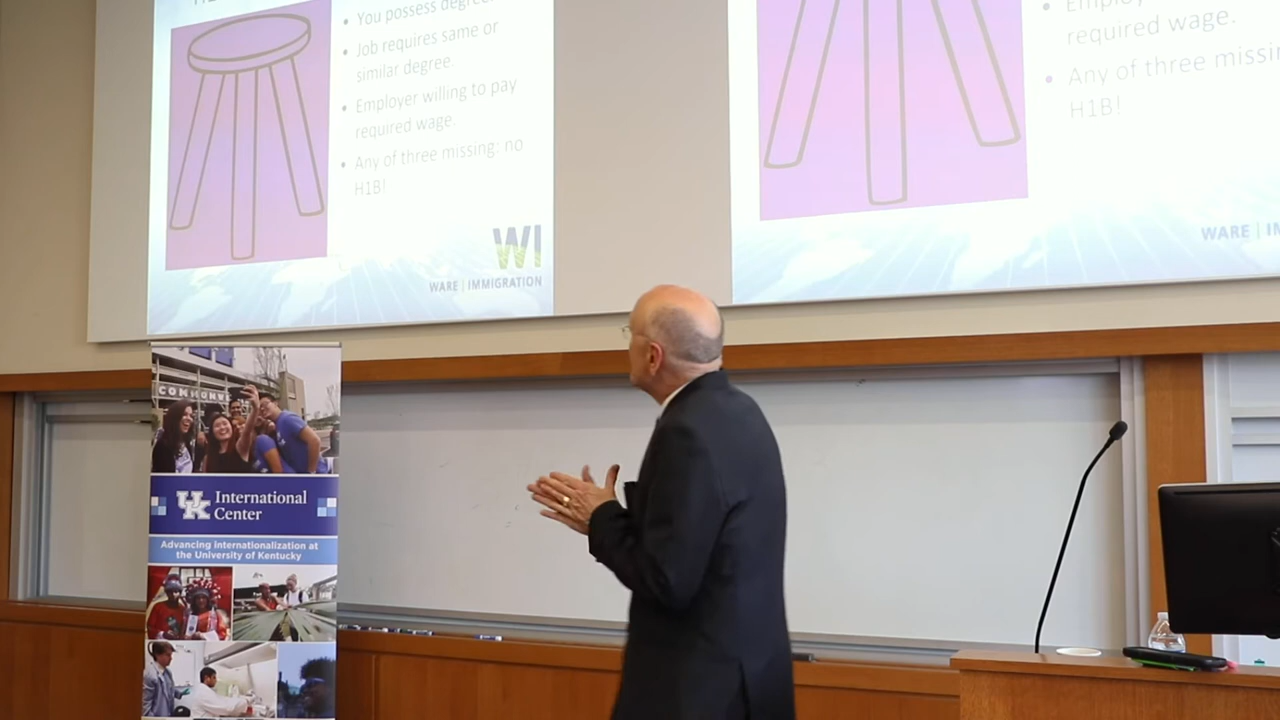 • You possess degree.
• Job requires same or
similar degree.
• Employer willing to pay
required wage.
• Any of three missing: no
H1B!
WI
WARE | IMMIGRATION
required wage.
• Any of three
H1B!
WARE
COMMONW
UK International
Center
Advancing Internationalization at
the University of Kentucky